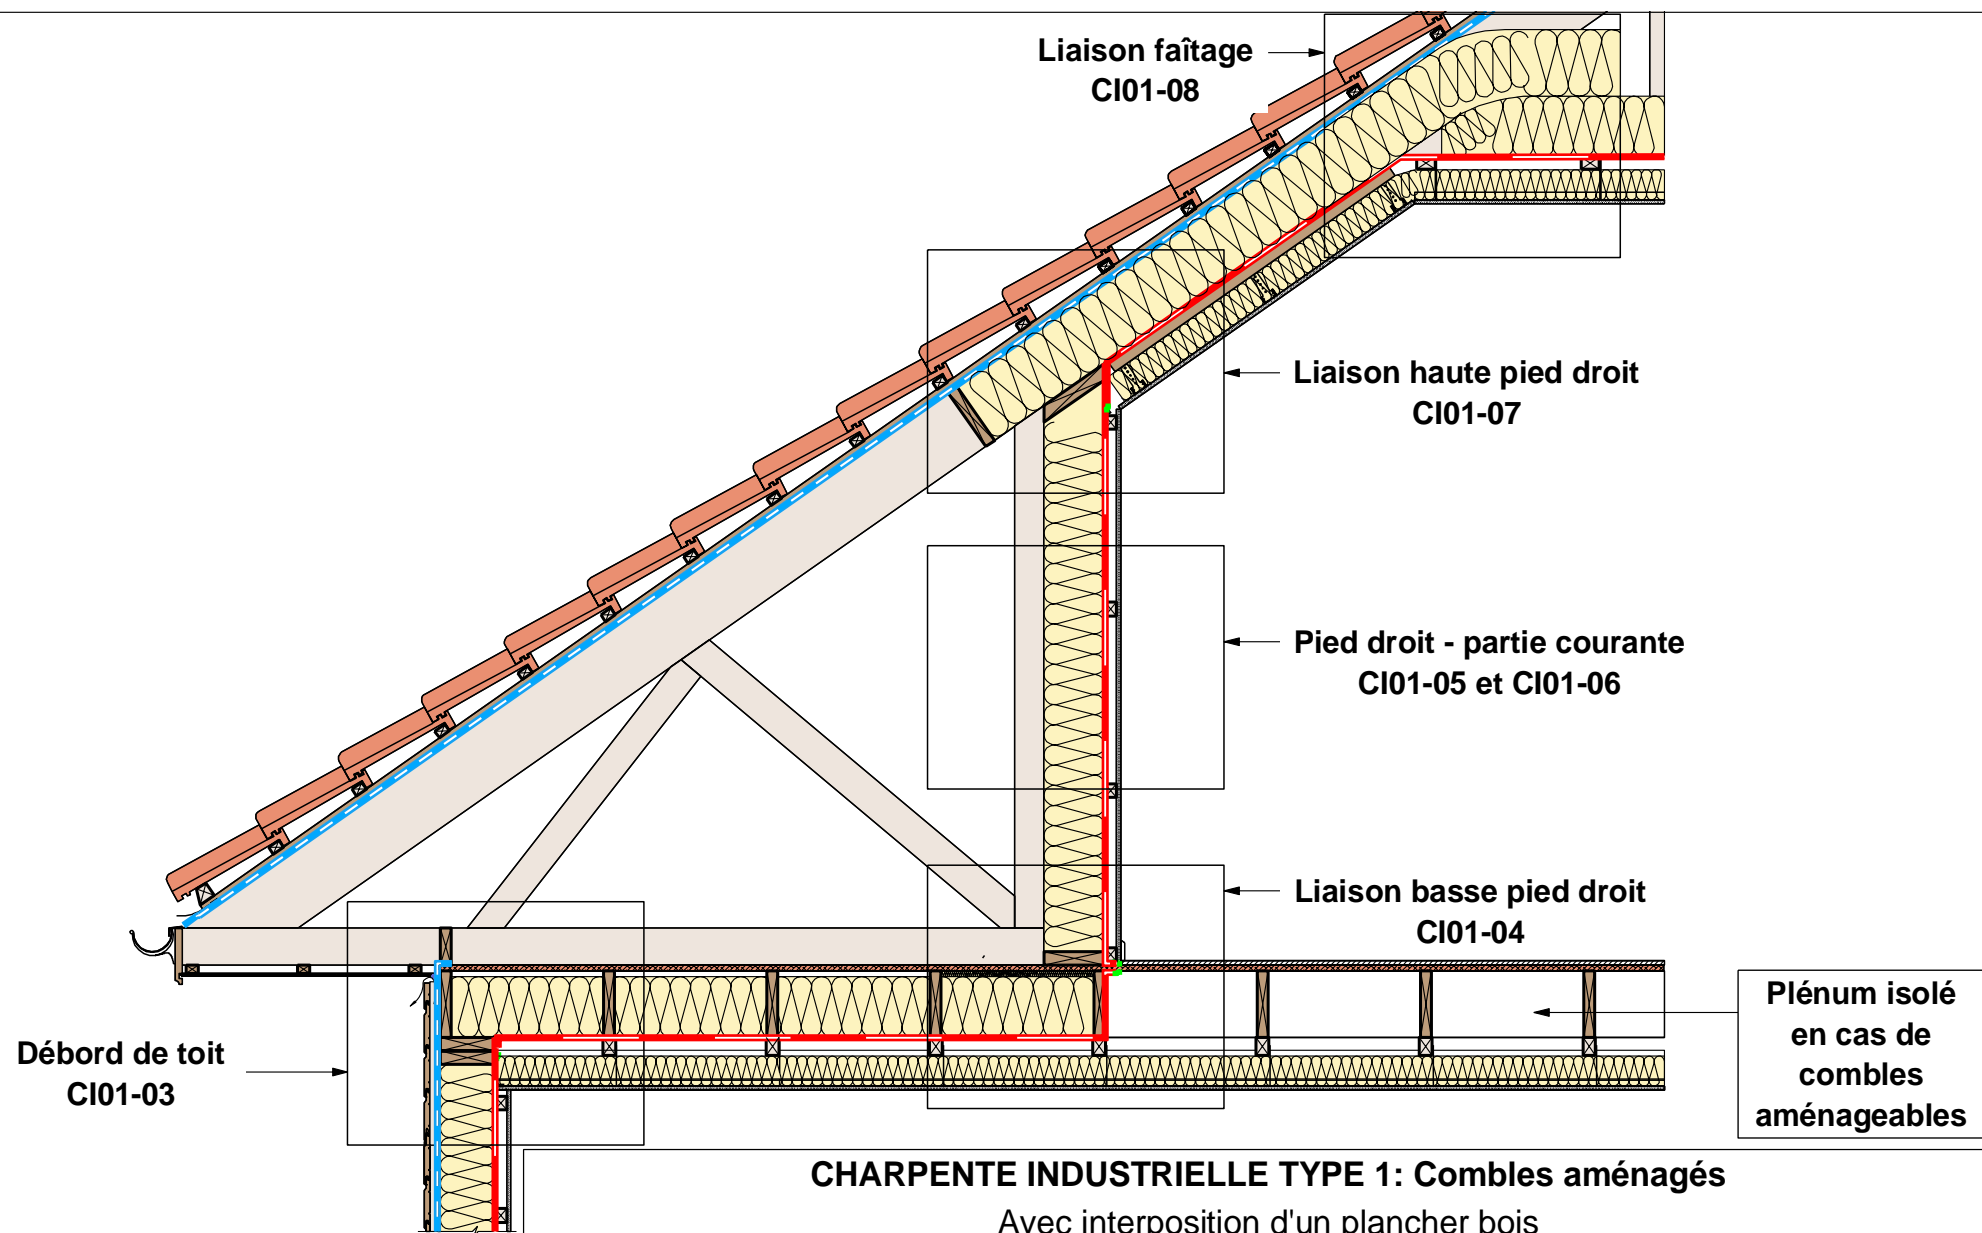 Liaison faîtage
CI01-08
Liaison haute pied droit
CI01-07
Pied droit - partie courante
CI01-05 et CI01-06
Liaison basse pied droit
CI01-04
Plénum isolé
en cas de
combles
aménageables
Débord de toit
CI01-03
CHARPENTE INDUSTRIELLE TYPE 1: Combles aménagés
Avec interposition d'un plancher bois